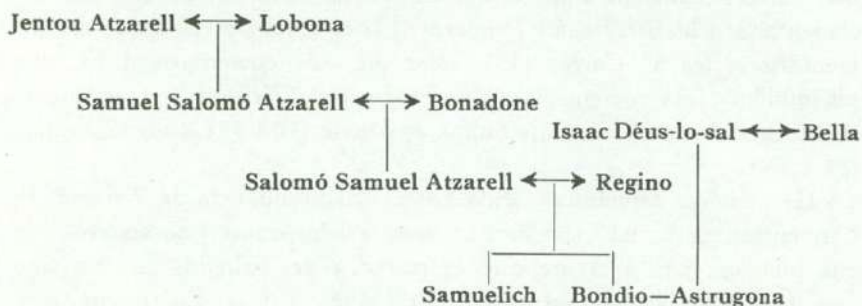 Jentou Atzarell Lobona
Samuel Salomó Atzarell Bonadone
Isaac Déus-lo-sal Bella
Salomó Samuel Atzarell Regino
Samuelich Bondio—Astrugona